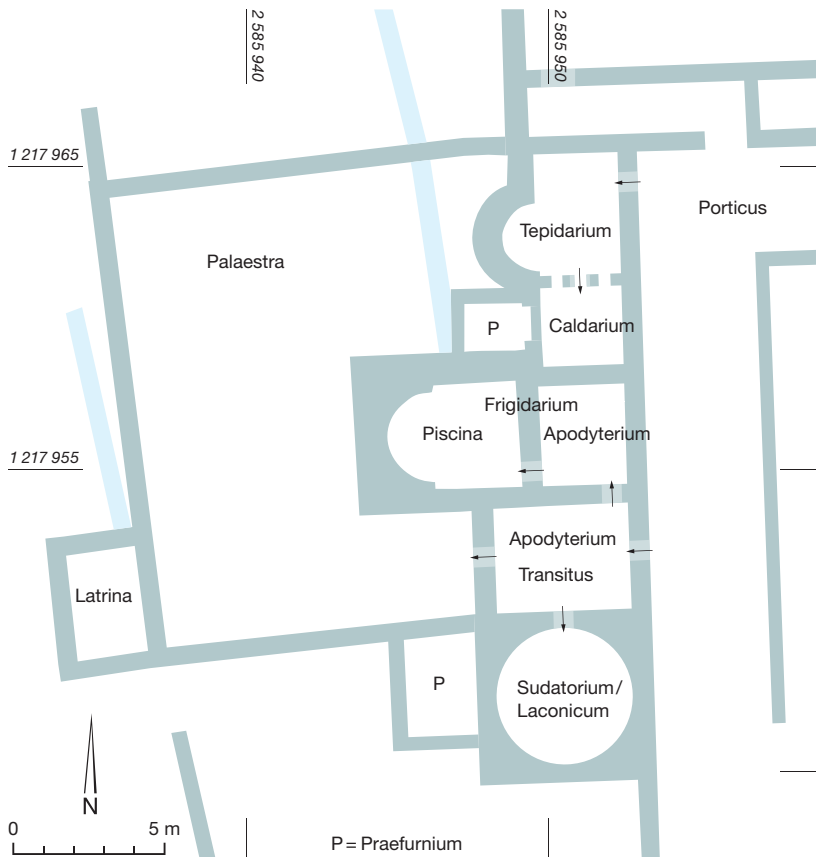 2 585 940
2 585 950
1 217 965
Porticus
Tepidarium
Palaestra
P
Caldarium
Frigidarium
Piscina
Apodyterium
1 217 955
Apodyterium
Transitus
Latrina
P
Sudatorium/
Laconicum
N
0 5 m
P = Praefurnium